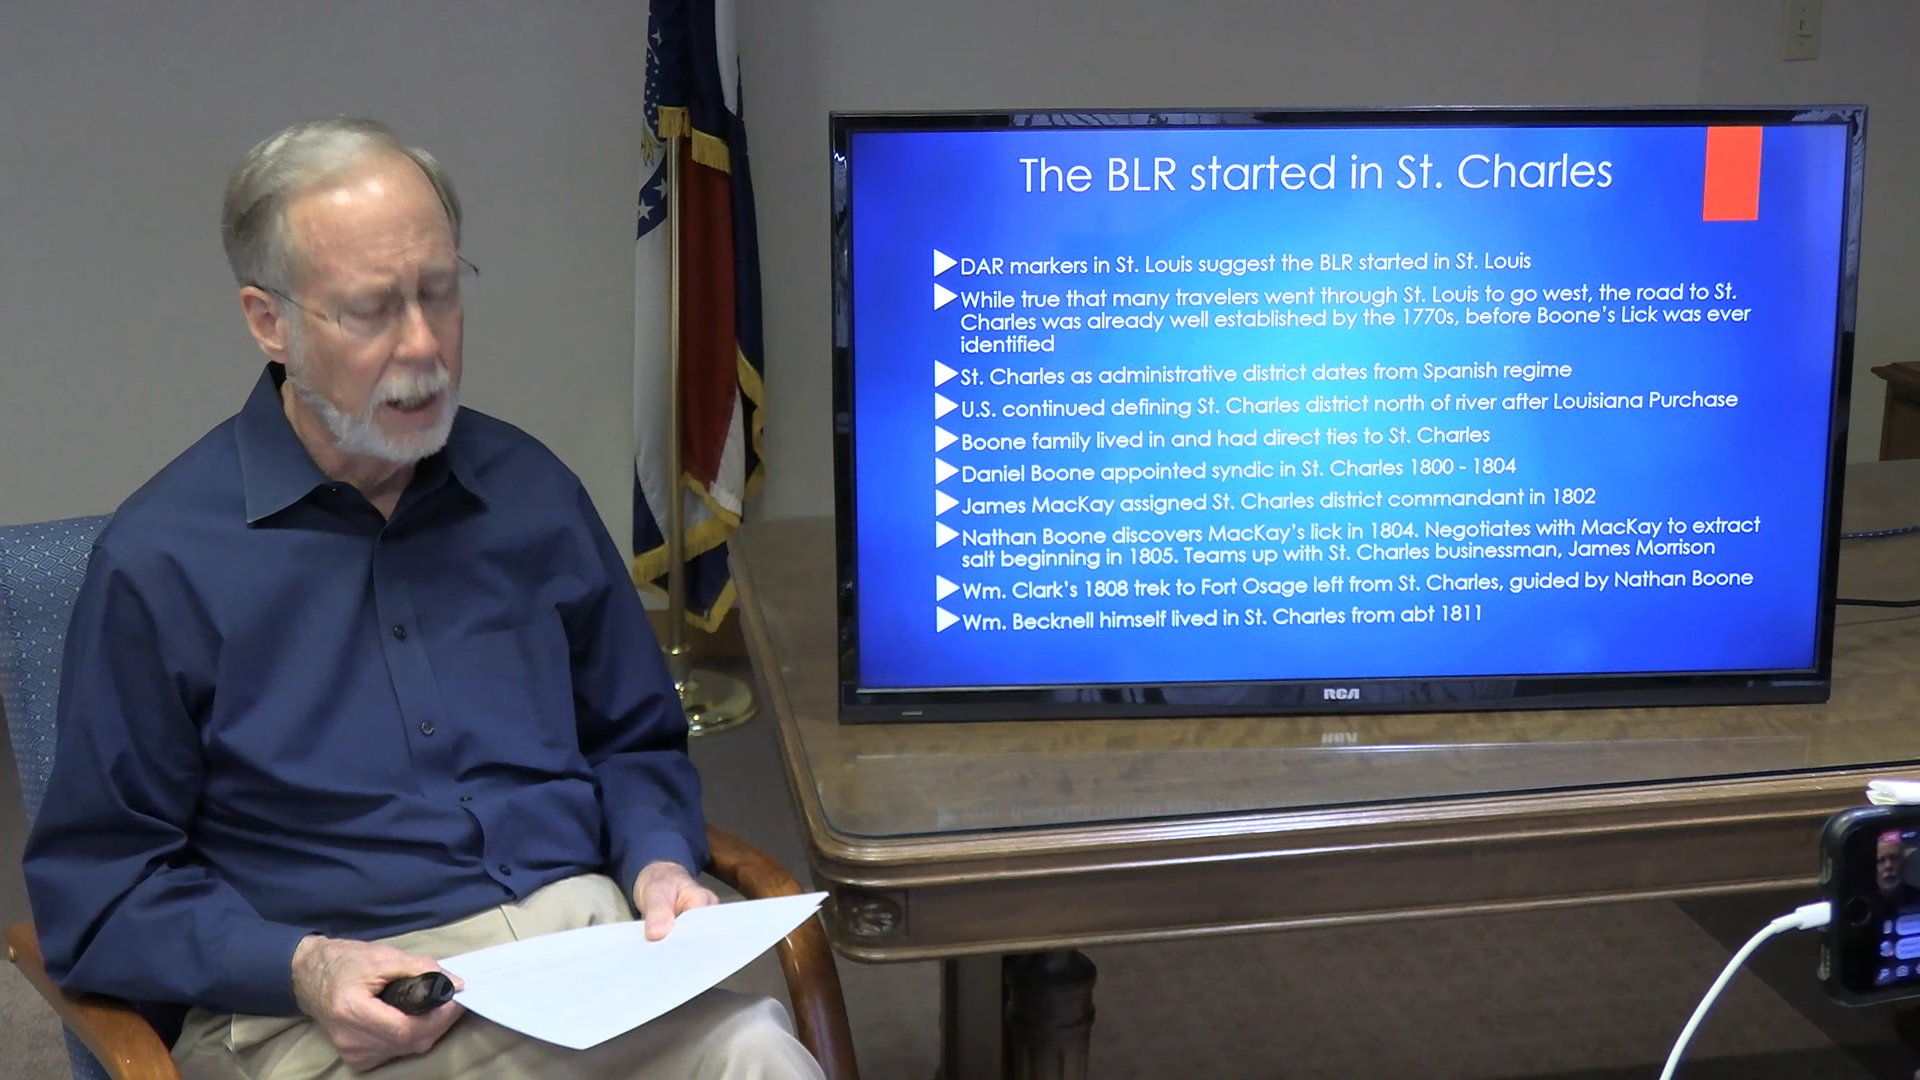 The BLR started in St. Charles
DAR markers in St. Louis suggest the BLR started in St. Louis
While true that many travelers went through St. Louis to go west, the road to St.
Charles was already well established by the 1770s, before Boone's Lick was ever
identified
St. Charles as administrative district dates from Spanish regime
U.S. continued defining St. Charles district north of river after Louisiana Purchase
Boone family lived in and had direct ties to St. Charles
Daniel Boone appointed syndic in St. Charles 1800 - 1804
James MacKay assigned St. Charles district commandant in 1802
Nathan Boone discovers MacKay's lick in 1804. Negotiates with MacKay to extract
salt beginning in 1805. Teams up with St. Charles businessman, James Morrison
Wm. Clark's 1808 trek to Fort Osage left from St. Charles, guided by Nathan Boone
Wm. Becknell himself lived in St. Charles from abt 1811
RCA